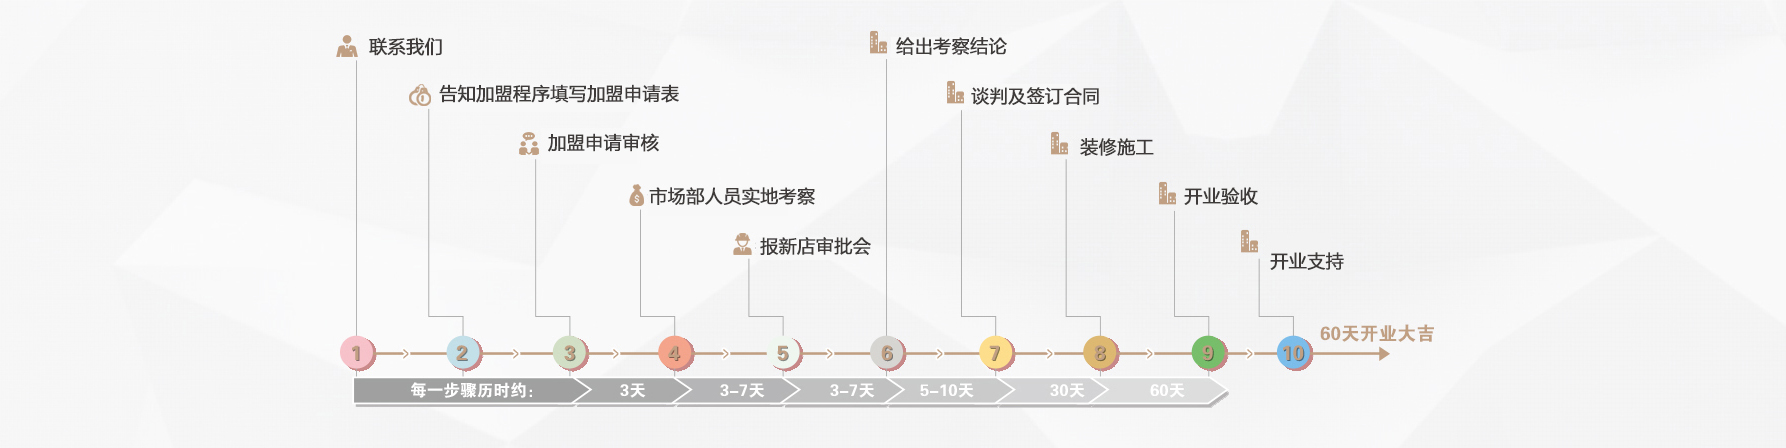 联系我们
告知加盟程序填写加盟申请表
加盟申请审核
市场部人员实地考察
报新店审批会
给出考察结论
谈判及签订合同
装修施工
开业验收
开业支持
1 2 3 4 5 6 7 8 9 10
60天开业大吉
每一步骤历时约： 3天 3-7天 3-7天 5-10天 30天 60天